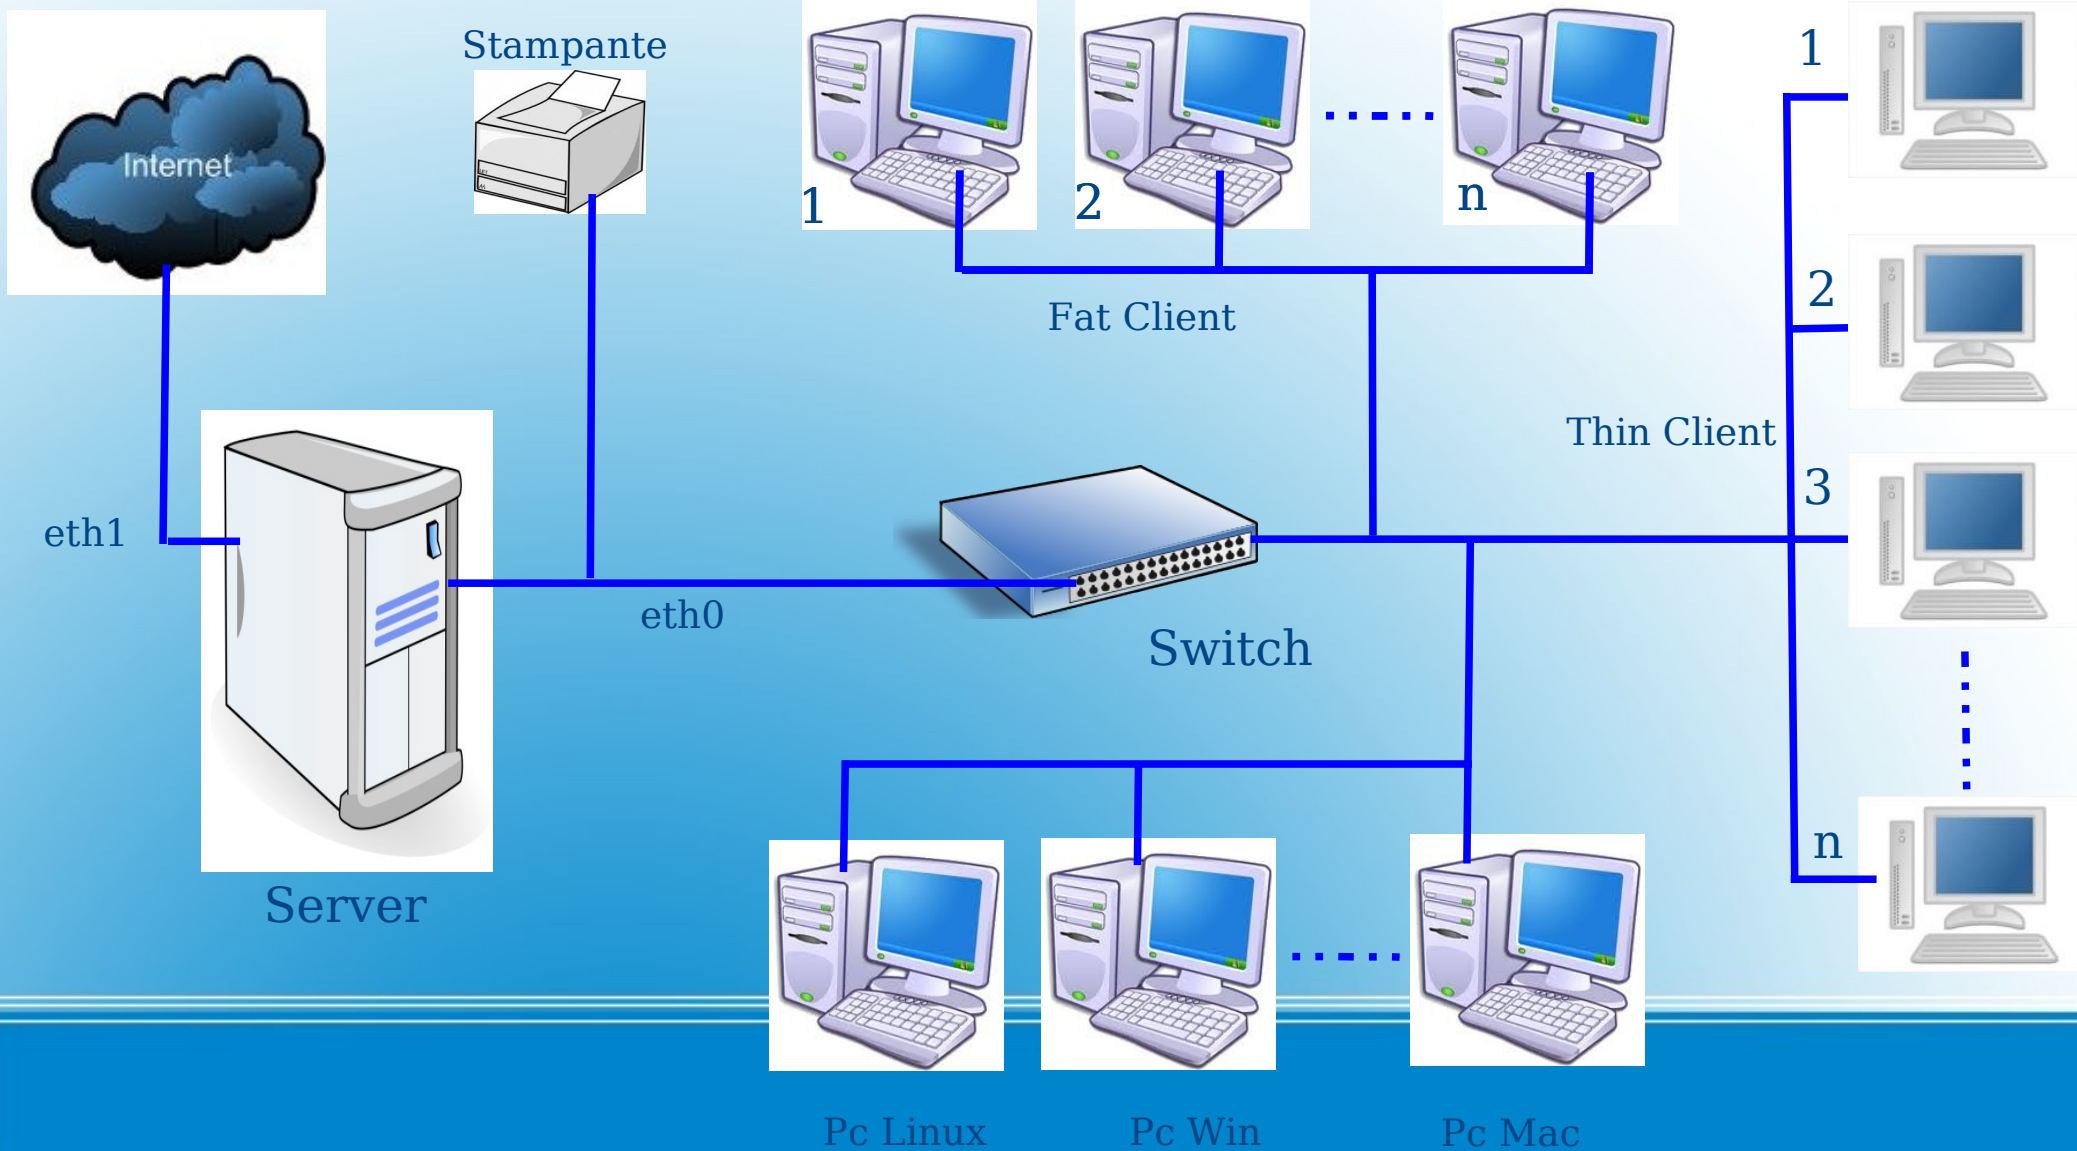 Stampante
Internet
1
2
n
1
2
3
n
Fat Client
Thin Client
eth1
eth0
Switch
Server
Pc Linux
Pc Win
Pc Mac